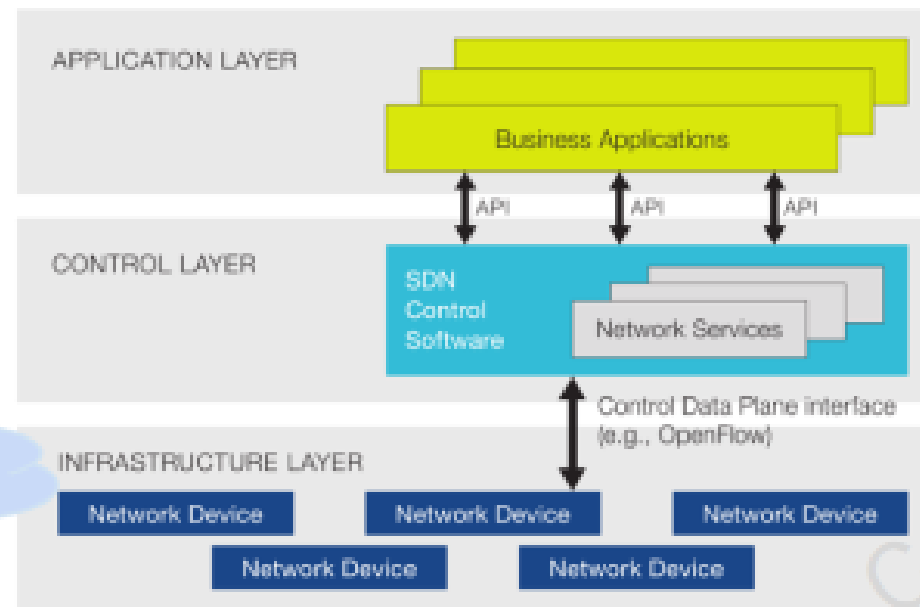 APPLICATION LAYER
Business Applications
API API API
CONTROL LAYER
SDN
Control
Software
Network Services
Control Data Plane interface
(e.g., OpenFlow)
INFRASTRUCTURE LAYER
Network Device Network Device Network Device
Network Device Network Device